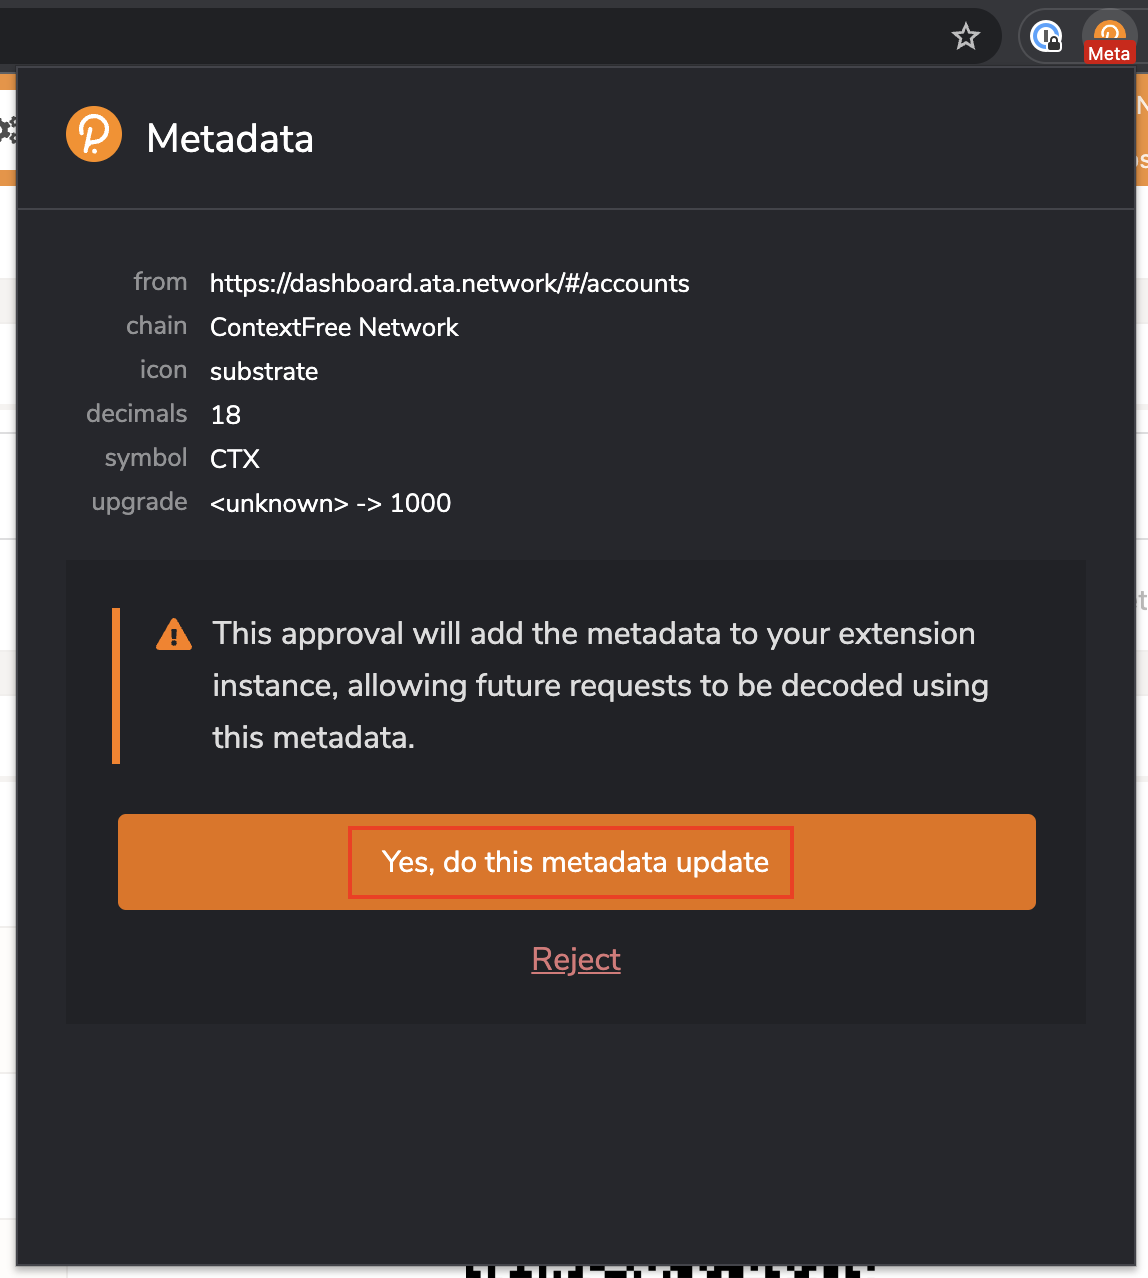 Meta
Metadata
from https://dashboard.ata.network/#/accounts
chain ContextFree Network
icon substrate
decimals 18
symbol CTX
upgrade <unknown> -> 1000
This approval will add the metadata to your extension
instance, allowing future requests to be decoded using
this metadata.
Yes, do this metadata update
Reject